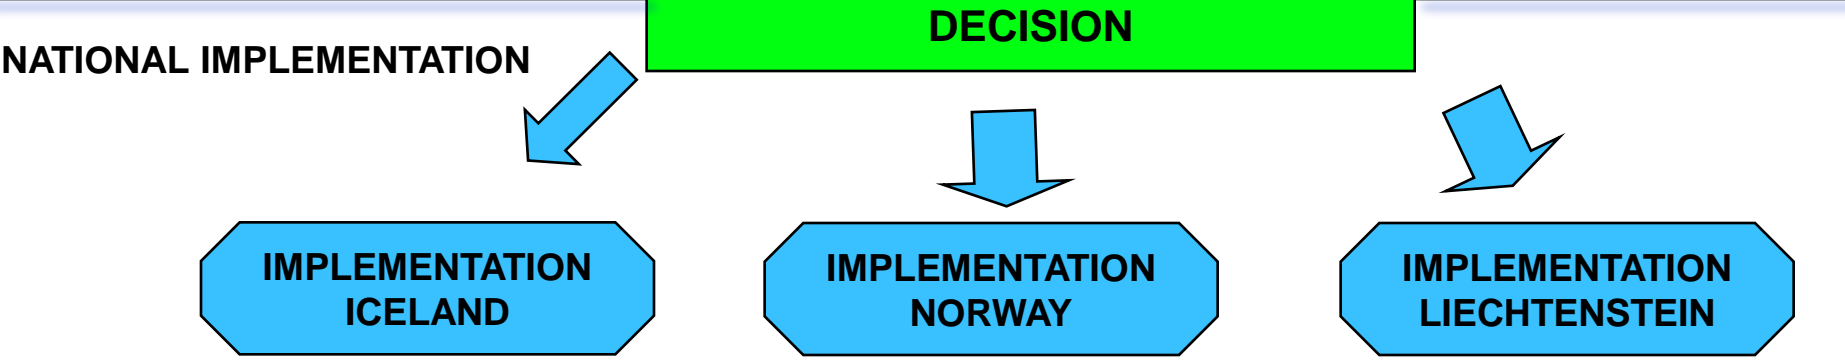 DECISION
NATIONAL IMPLEMENTATION
IMPLEMENTATION
ICELAND
IMPLEMENTATION
NORWAY
IMPLEMENTATION
LIECHTENSTEIN